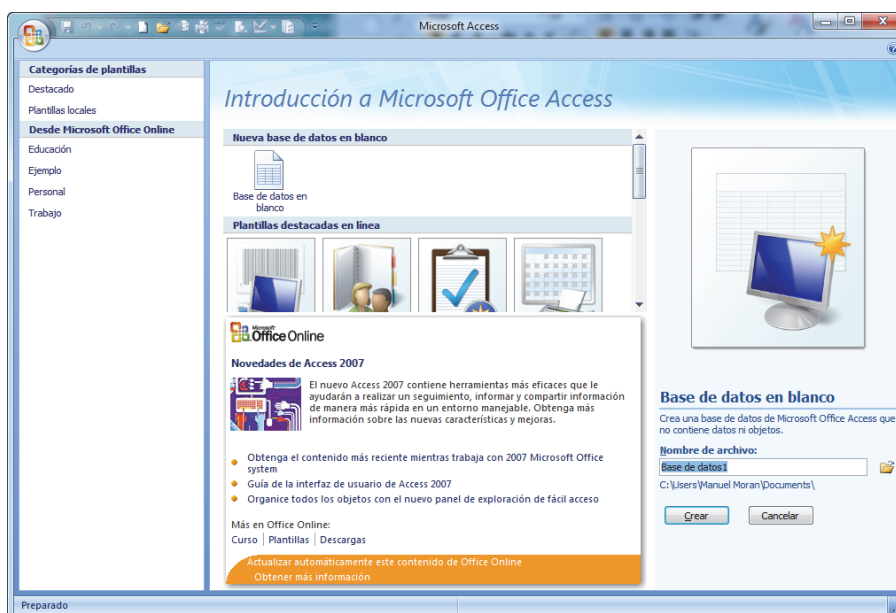 Microsoft Access
Categorías de plantillas
Destacado
Plantillas locales
Desde Microsoft Office Online
Educación
Ejemplo
Personal
Trabajo
Introducción a Microsoft Office Access
Nueva base de datos en blanco
Base de datos en
blanco
Plantillas destacadas en línea
Microsoft
Office Online
Novedades de Access 2007
El nuevo Access 2007 contiene herramientas más eficaces que le
ayudarán a realizar un seguimiento, informar y compartir información
de manera más rápida en un entorno manejable. Obtenga más
información sobre las nuevas características y mejoras.
Obtenga el contenido más reciente mientras trabaja con 2007 Microsoft Office
system
Guía de la interfaz de usuario de Access 2007
Organice todos los objetos con el nuevo panel de exploración de fácil acceso
Más en Office Online:
Curso | Plantillas | Descargas
Actualizar automáticamente este contenido de Office Online
Obtener más información
Base de datos en blanco
Crea una base de datos de Microsoft Office Access que
no contiene datos ni objetos.
Nombre de archivo:
Base de datos1
C:\Users\Manuel Moran\Documents\
Crear
Cancelar
Preparado